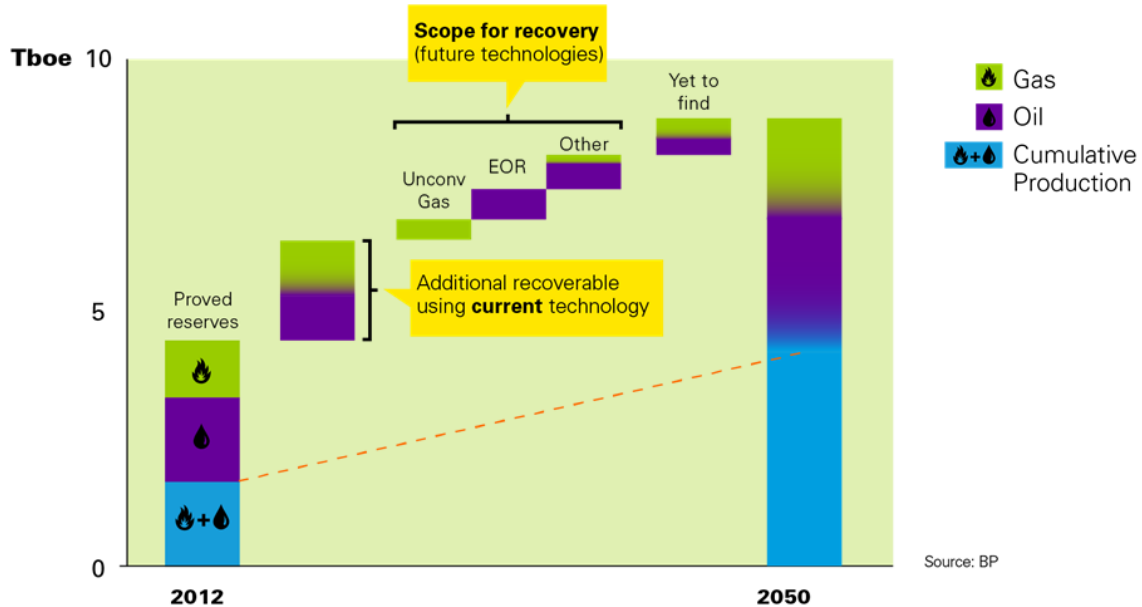 Tboe
10
5
0
Scope for recovery
(future technologies)
Yet to
find
Other
EOR
Unconv
Gas
Additional recoverable
using current technology
Proved
reserves
2012
2050
Gas
Oil
Cumulative
Production
Source: BP